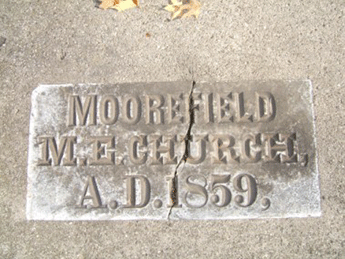 MOOREFIELD
M.E. CHURCH,
A.D. 1859,